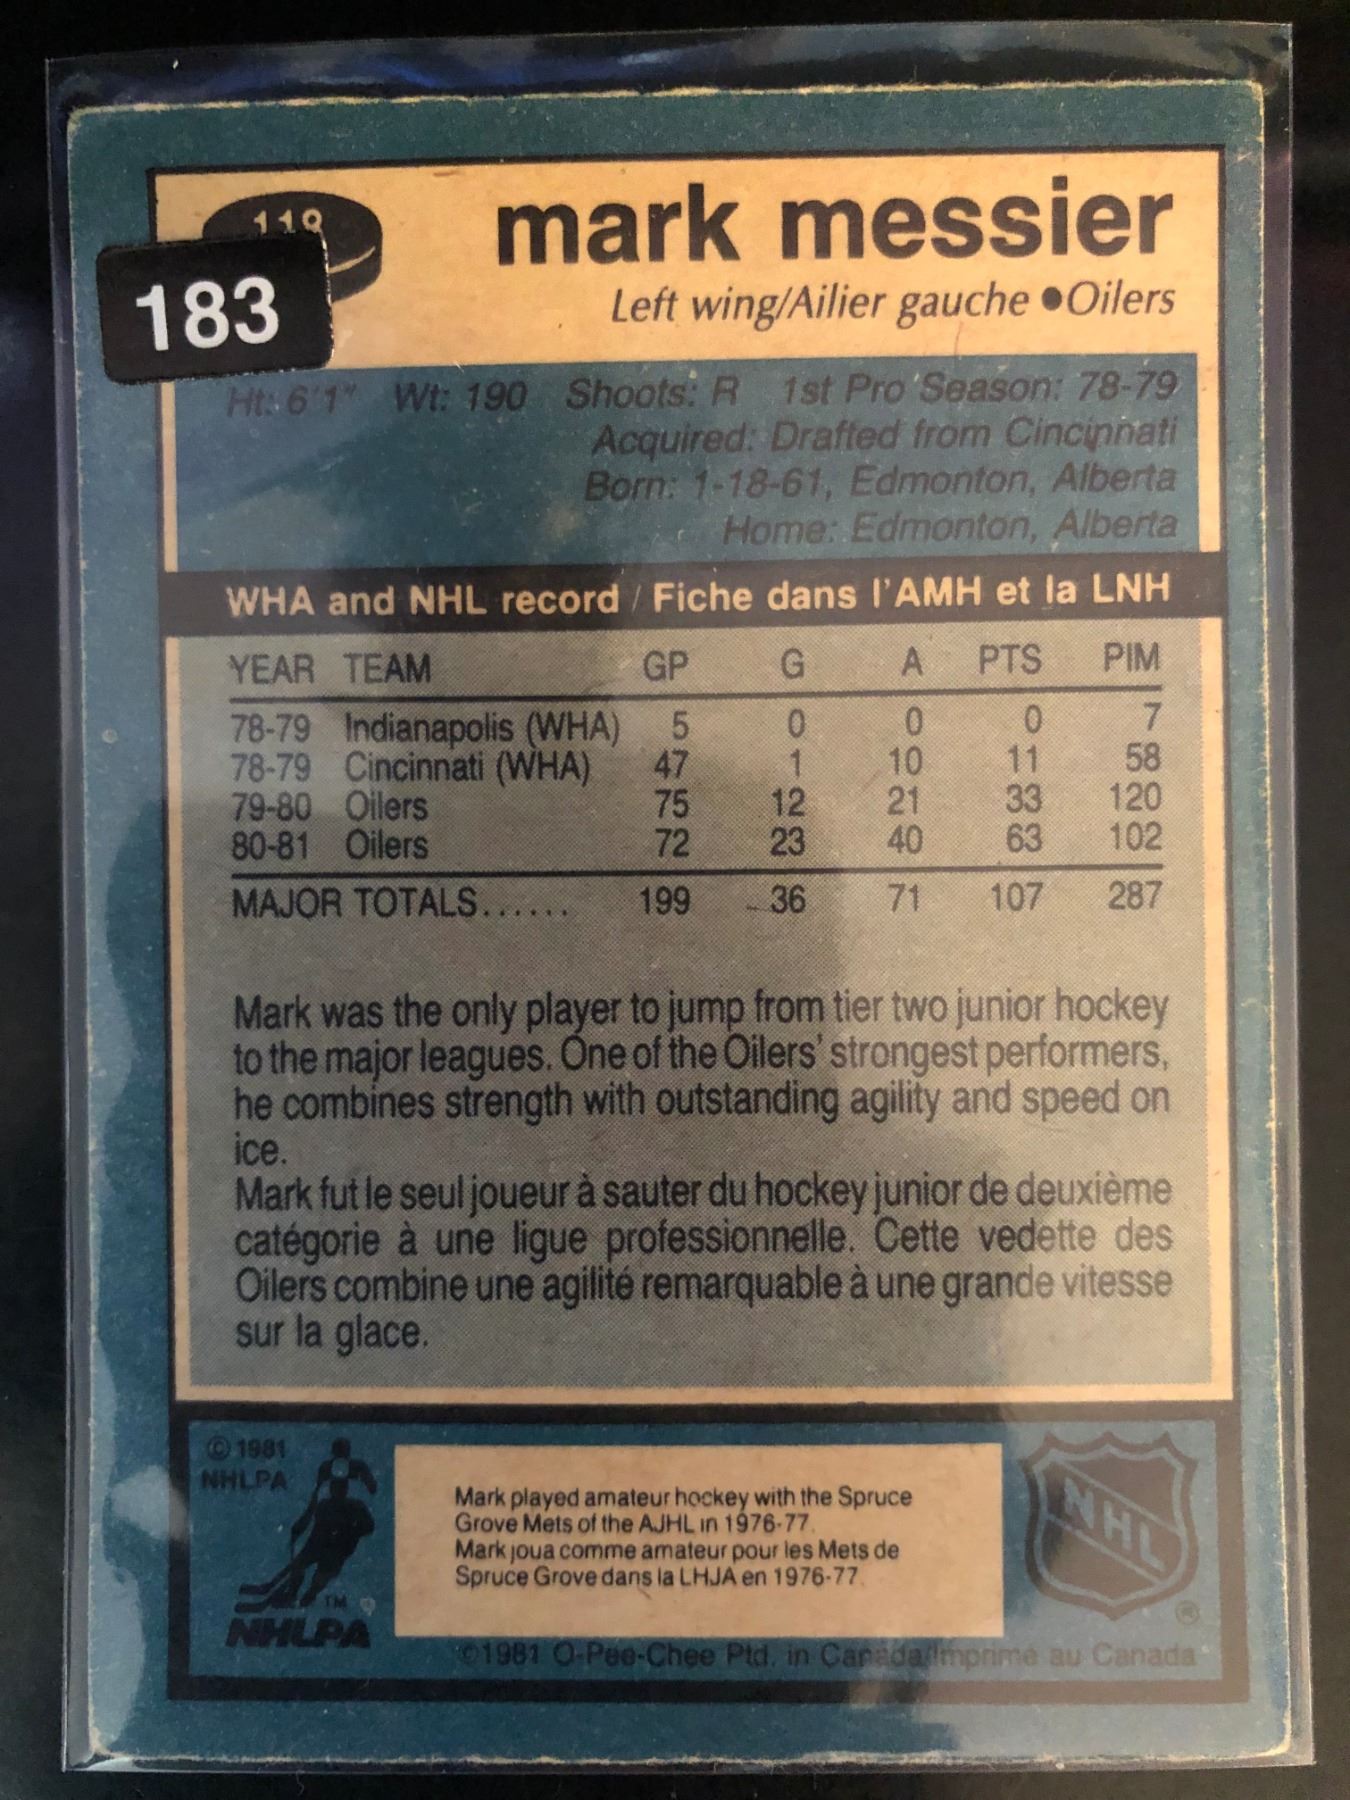 118
183
mark messier
Left wing/Ailier gauche ●Oilers
Ht: 6'1" Wt: 190 Shoots: R 1st Pro Season: 78-79
Acquired: Drafted from Cincinnati
Born: 1-18-61, Edmonton, Alberta
Home: Edmonton, Alberta
WHA and NHL record / Fiche dans l'AMH et la LNH
YEAR TEAM GP G A PTS PIM
78-79 Indianapolis (WHA) 5 0 0 0 7
78-79 Cincinnati (WHA) 47 1 10 11 58
79-80 Oilers 75 12 21 33 120
80-81 Oilers 72 23 40 63 102
MAJOR TOTALS...... 199 36 71 107 287
Mark was the only player to jump from tier two junior hockey
to the major leagues. One of the Oilers' strongest performers,
he combines strength with outstanding agility and speed on
ice.
Mark fut le seul joueur à sauter du hockey junior de deuxième
catégorie à une ligue professionnelle. Cette vedette des
Oilers combine une agilité remarquable à une grande vitesse
sur la glace.
© 1981
NHLPA
TM
NHLPA
Mark played amateur hockey with the Spruce
Grove Mets of the AJHL in 1976-77.
Mark joua comme amateur pour les Mets de
Spruce Grove dans la LHJA en 1976-77.
NHL
®
©1981 O-Pee-Chee Ptd. in Canada/Imprimé au Canada